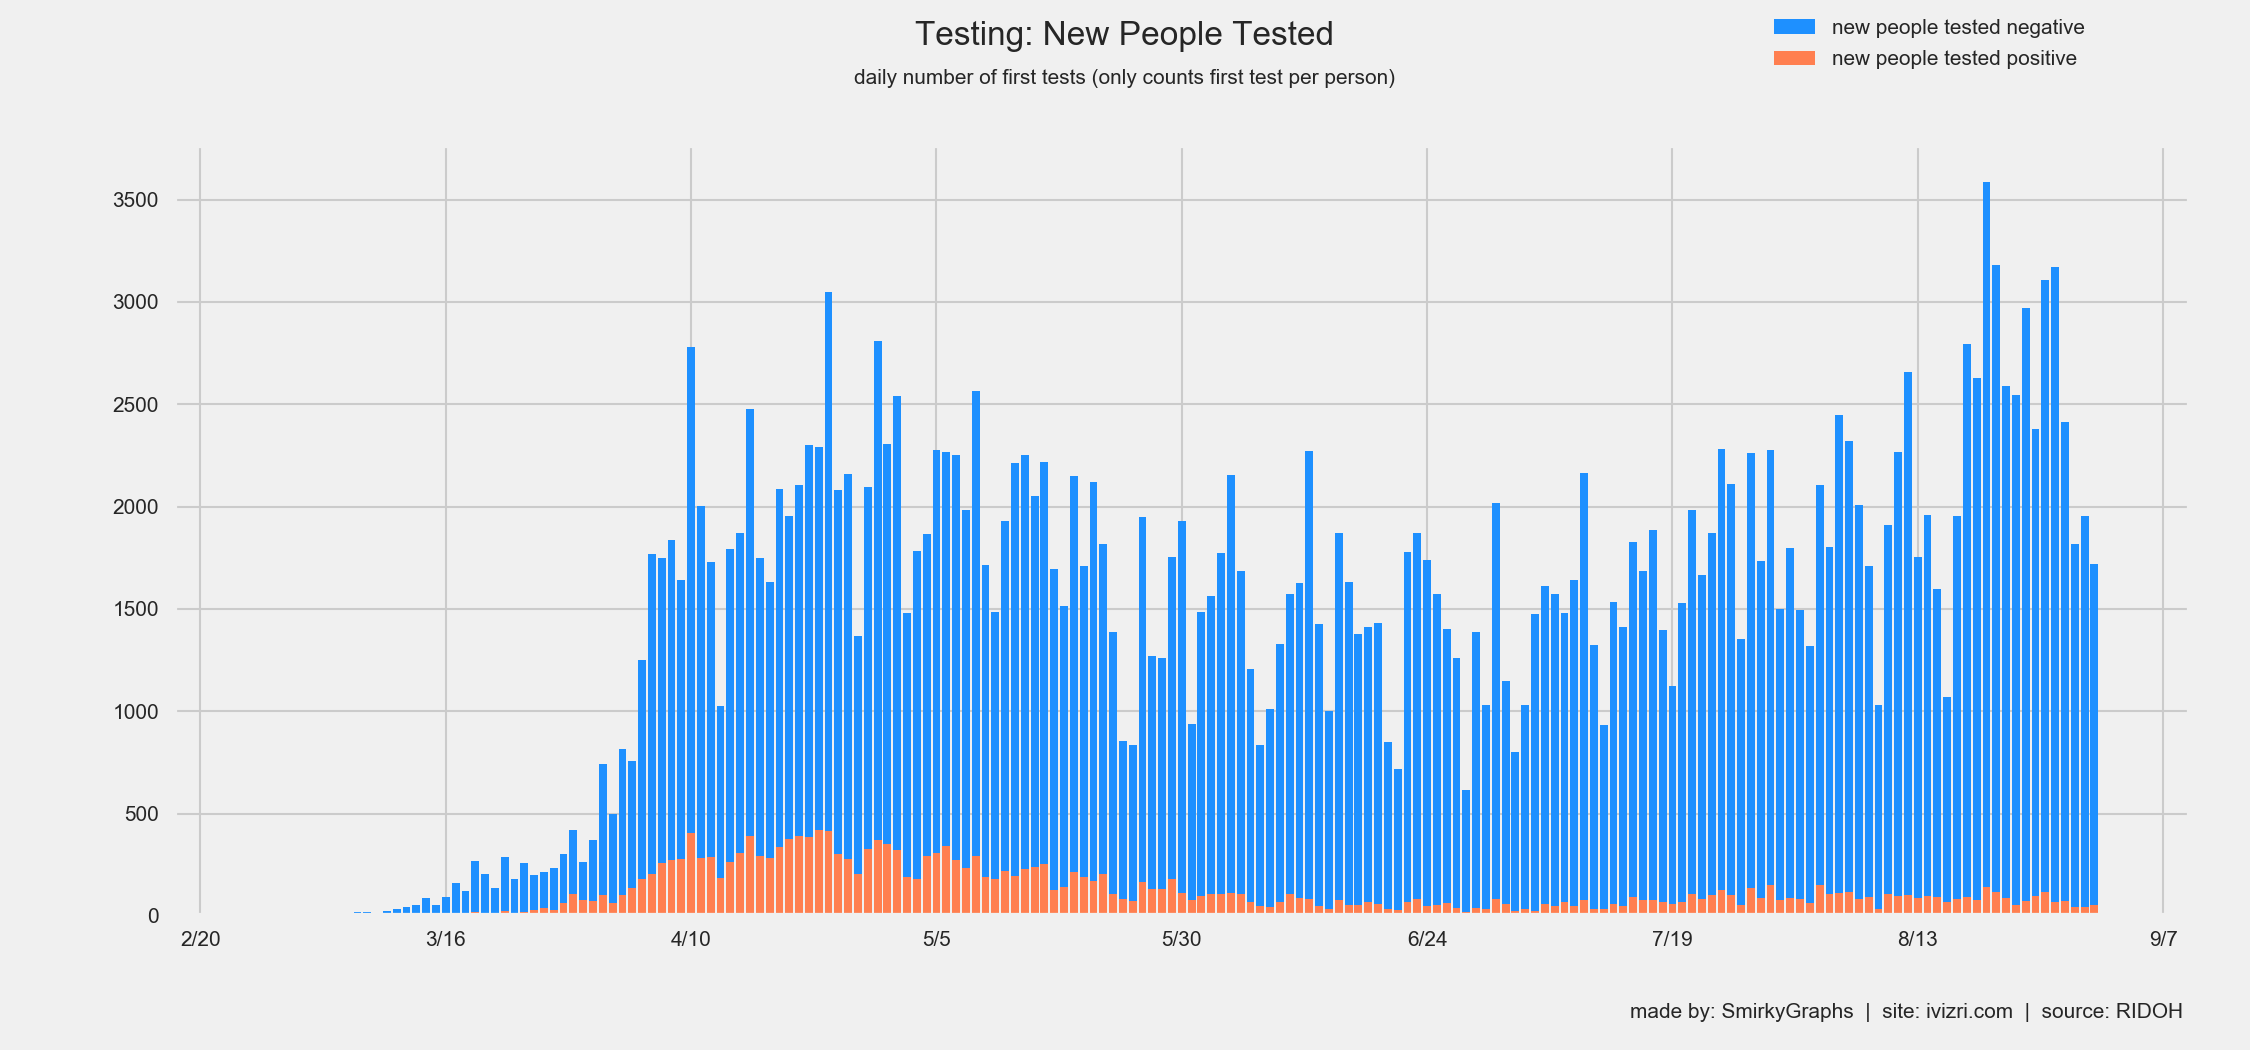 Testing: New People Tested
daily number of first tests (only counts first test per person)
new people tested negative
new people tested positive
3500
3000
2500
2000
1500
1000
500
0
2/20 3/16 4/10 5/5 5/30 6/24 7/19 8/13 9/7
made by: SmirkyGraphs | site: ivizri.com | source: RIDOH